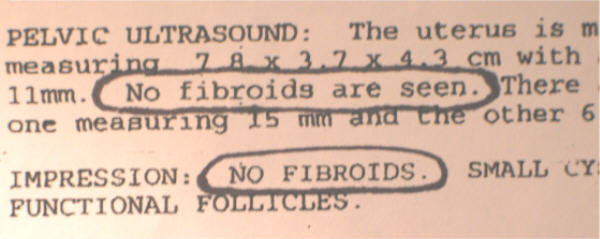 PELVIC ULTRASOUND: The uterus is m
measuring 7.8 x 3.7 x 4.3 cm with
11mm. No fibroids are seen. There
one measuring 15 mm and the other 6
IMPRESSION: NO FIBROIDS. SMALL CY
FUNCTIONAL FOLLICLES.